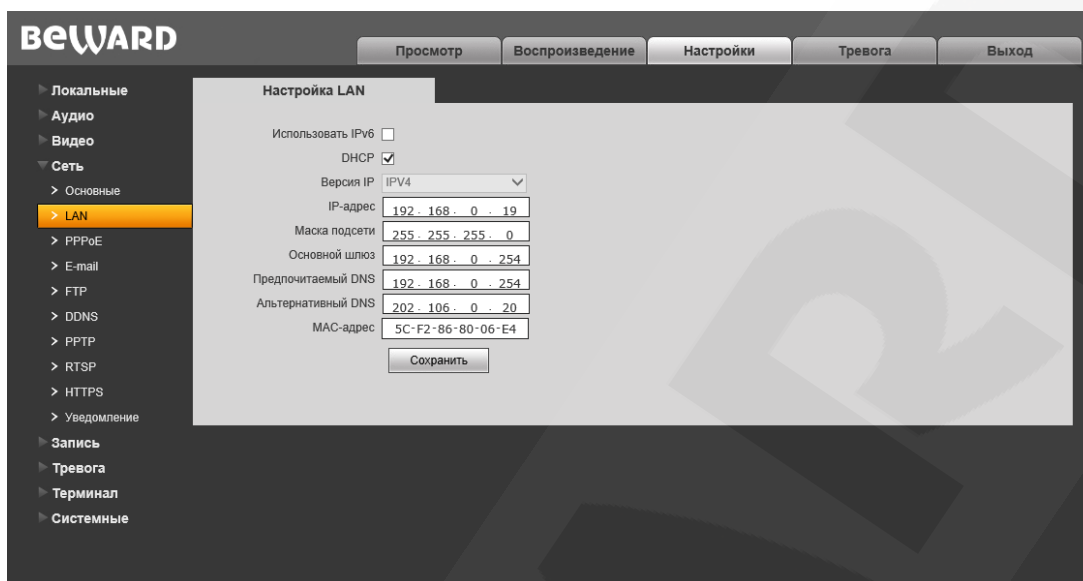 BEWARD
Просмотр
Воспроизведение
Настройки
Тревога
Выход
Локальные
Аудио
Видео
Сеть
Основные
LAN
PPPoE
E-mail
FTP
DDNS
PPTP
RTSP
HTTPS
Уведомление
Запись
Тревога
Терминал
Системные
Настройка LAN
Использовать IPv6
DHCP
Версия IP IPV4
IP-адрес 192 . 168 . 0 . 19
Маска подсети 255 . 255 . 255 . 0
Основной шлюз 192 . 168 . 0 . 254
Предпочитаемый DNS 192 . 168 . 0 . 254
Альтернативный DNS 202 . 106 . 0 . 20
MAC-адрес 5C-F2-86-80-06-E4
Сохранить